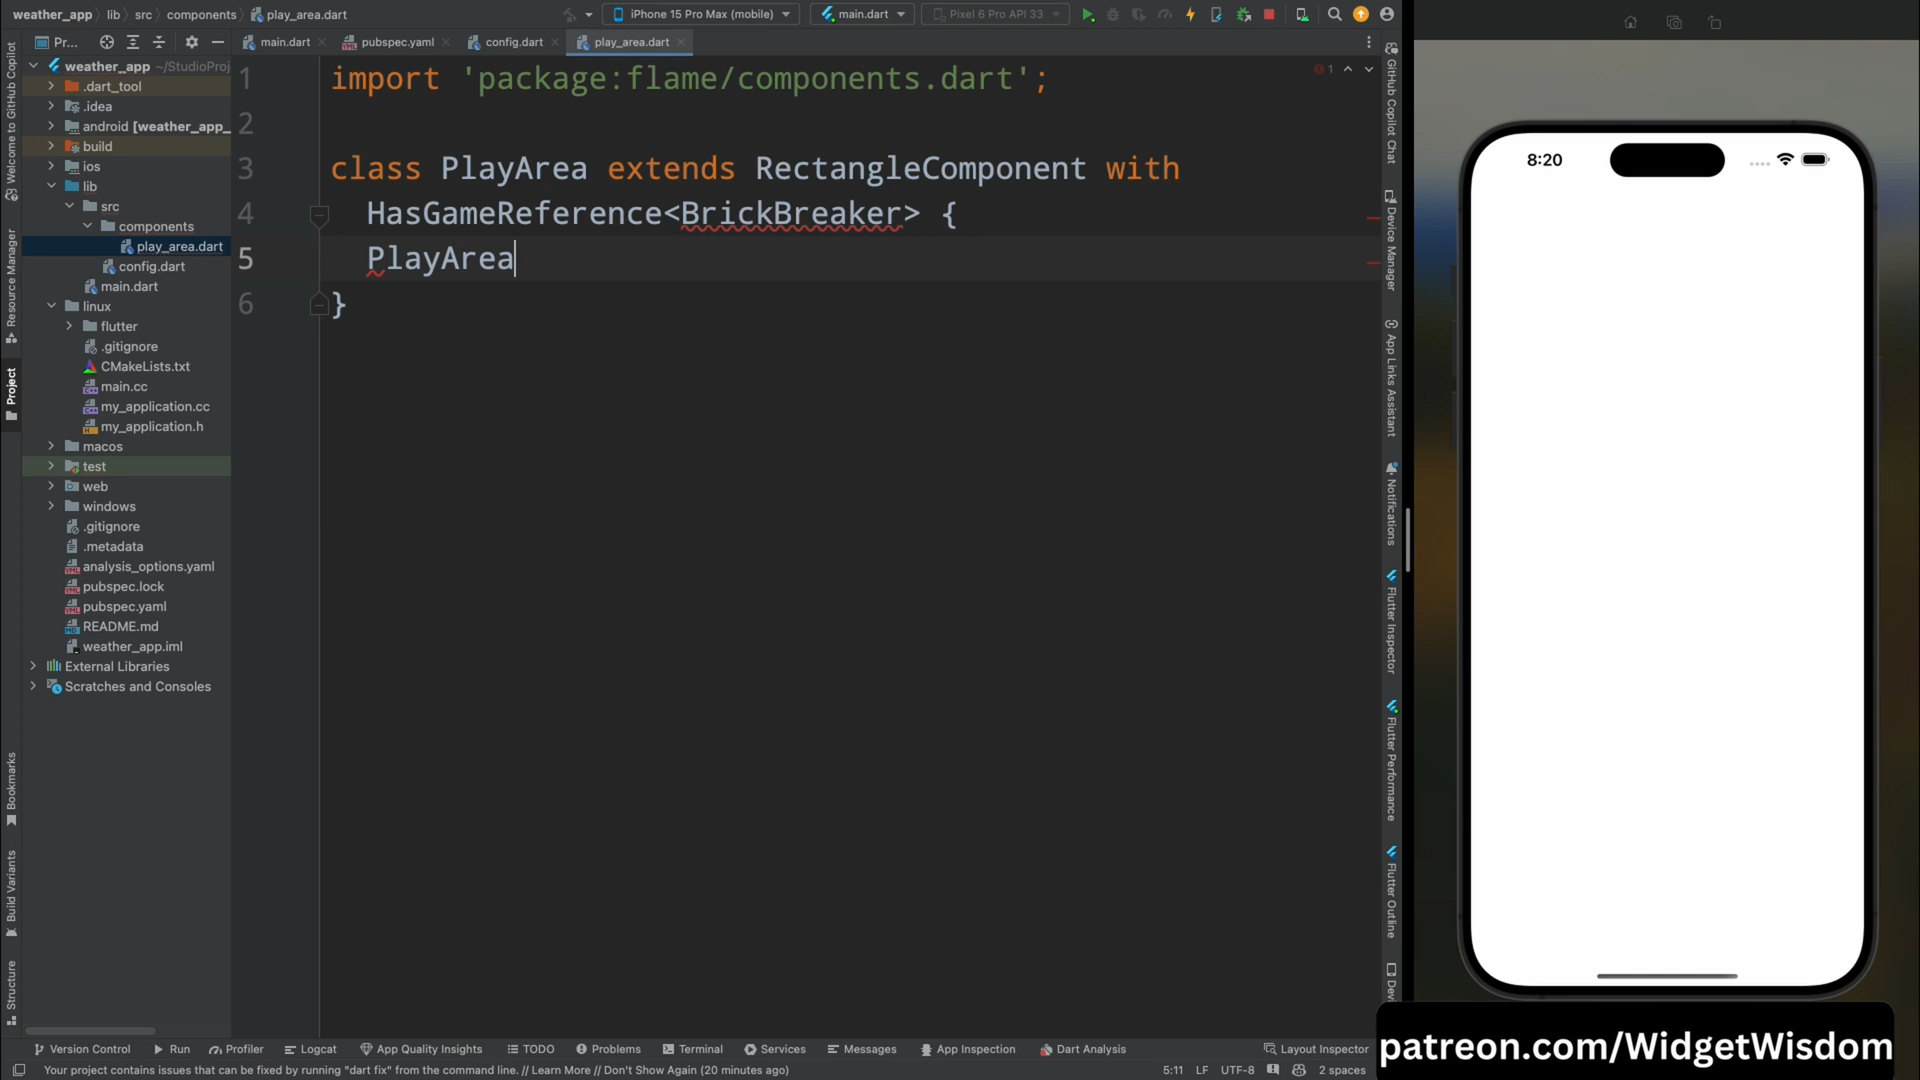 weather_app lib src components play_area.dart
iPhone 15 Pro Max (mobile)
main.dart
Pixel 6 Pro API 33
Pr...
main.dart
pubspec.yaml
config.dart
play_area.dart
weather_app ~/StudioProj
.dart_tool
.idea
android [weather_app_
build
ios
lib
src
components
play_area.dart
config.dart
main.dart
linux
flutter
.gitignore
CMakeLists.txt
main.cc
my_application.cc
my_application.h
macos
test
web
windows
.gitignore
.metadata
analysis_options.yaml
pubspec.lock
pubspec.yaml
README.md
weather_app.iml
External Libraries
Scratches and Consoles
Welcome to GitHub Copilot
Resource Manager
Project
Bookmarks
Build Variants
Structure
1 import 'package:flame/components.dart';
2
3 class PlayArea extends RectangleComponent with
4 HasGameReference<BrickBreaker> {
5 PlayArea
6 }
1
GitHub Copilot Chat
Device Manager
App Links Assistant
Notifications
Flutter Inspector
Flutter Performance
Flutter Outline
Dev
8:20
Version Control Run Profiler Logcat App Quality Insights TODO Problems Terminal Services Messages App Inspection Dart Analysis Layout Inspector
Your project contains issues that can be fixed by running "dart fix" from the command line. // Learn More // Don't Show Again (20 minutes ago)
5:11 LF UTF-8 2 spaces
patreon.com/WidgetWisdom